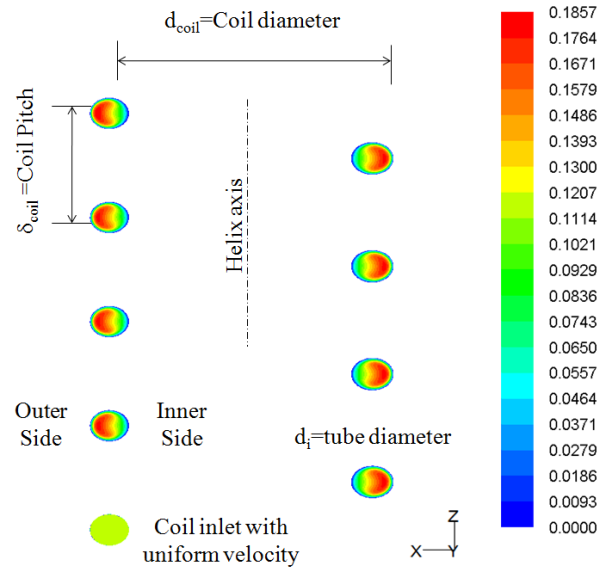 d_coil=Coil diameter
δ_coil=Coil Pitch
Helix axis
Outer
Side
Inner
Side
d_i=tube diameter
Coil inlet with
uniform velocity
Z
X
Y
0.1857
0.1764
0.1671
0.1579
0.1486
0.1393
0.1300
0.1207
0.1114
0.1021
0.0929
0.0836
0.0743
0.0650
0.0557
0.0464
0.0371
0.0279
0.0186
0.0093
0.0000